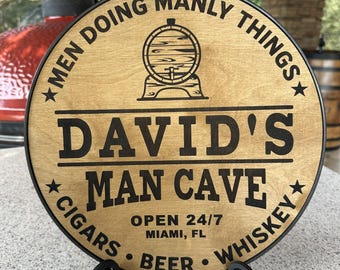 MEN DOING MANLY THINGS
DAVID'S
MAN CAVE
OPEN 24/7
MIAMI, FL
CIGARS • BEER • WHISKEY